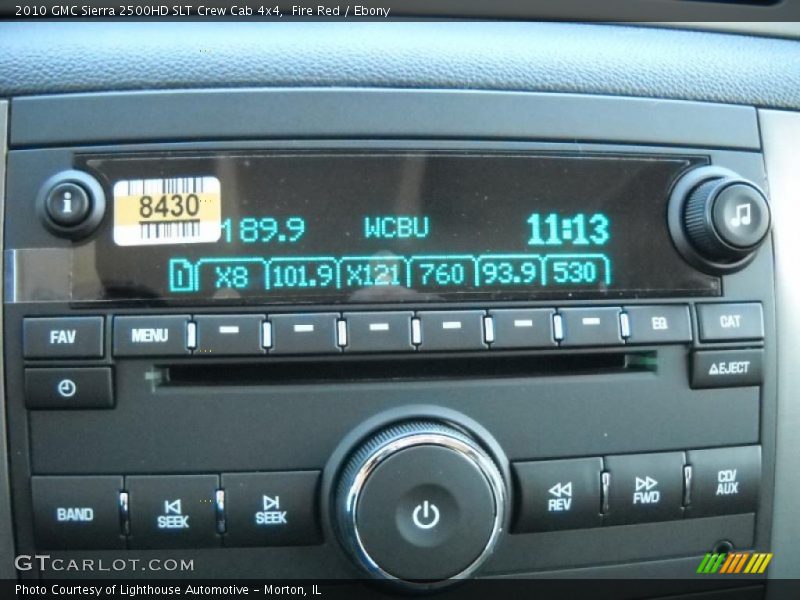 2010 GMC Sierra 2500HD SLT Crew Cab 4x4, Fire Red / Ebony
i
8430
89.9 WCBU 11:13
1 X8 101.9 X121 760 93.9 530
FAV MENU EQ CAT
EJECT
BAND SEEK SEEK REV FWD CD/AUX
GTcarlot.com
Photo Courtesy of Lighthouse Automotive - Morton, IL